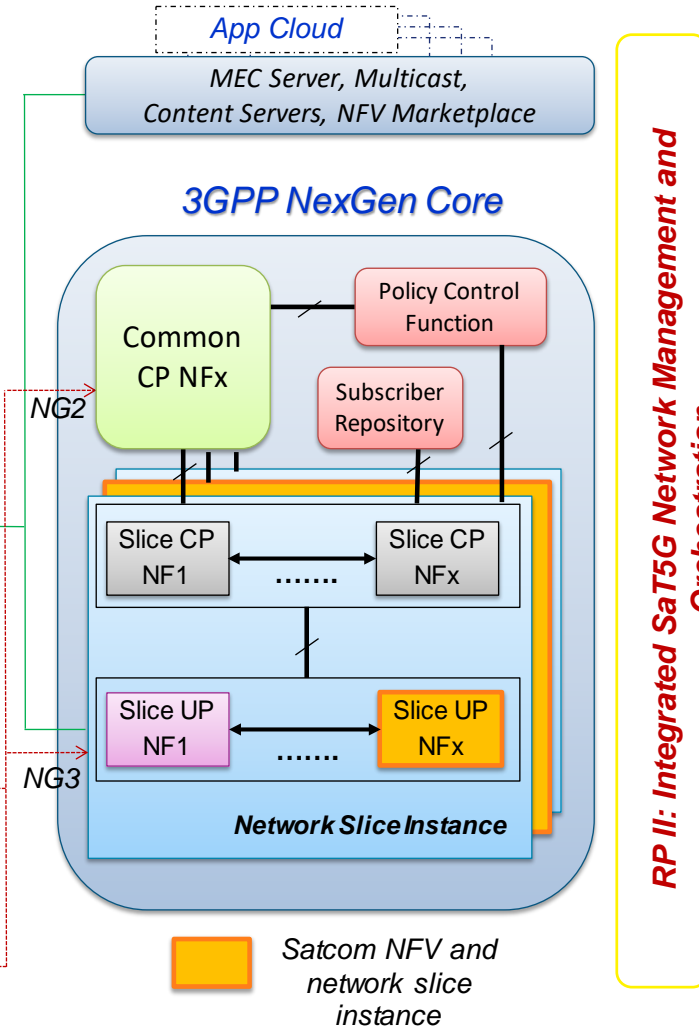 App Cloud
MEC Server, Multicast,
Content Servers, NFV Marketplace
3GPP NexGen Core
Common
CP NFx
Policy Control
Function
Subscriber
Repository
NG2
Slice CP
NF1
.......
Slice CP
NFx
Slice UP
NF1
.......
Slice UP
NFx
NG3
Network Slice Instance
Satcom NFV and
network slice
instance
RP II: Integrated SaT5G Network Management and
Orchestration